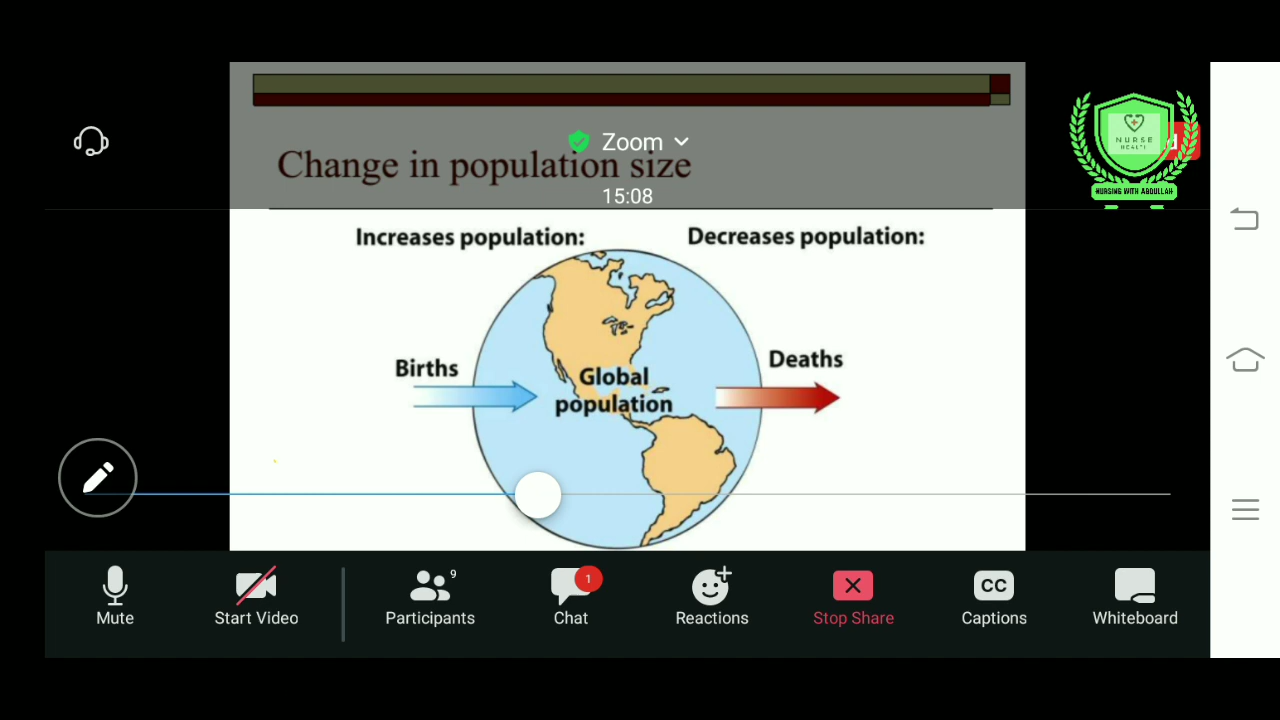 Zoom
Change in population size
15:08
NURSE
HEALTH
NURSING WITH ABDULLAH
Increases population:
Decreases population:
Births
Deaths
Global
population
9
1
CC
Mute
Start Video
Participants
Chat
Reactions
Stop Share
Captions
Whiteboard